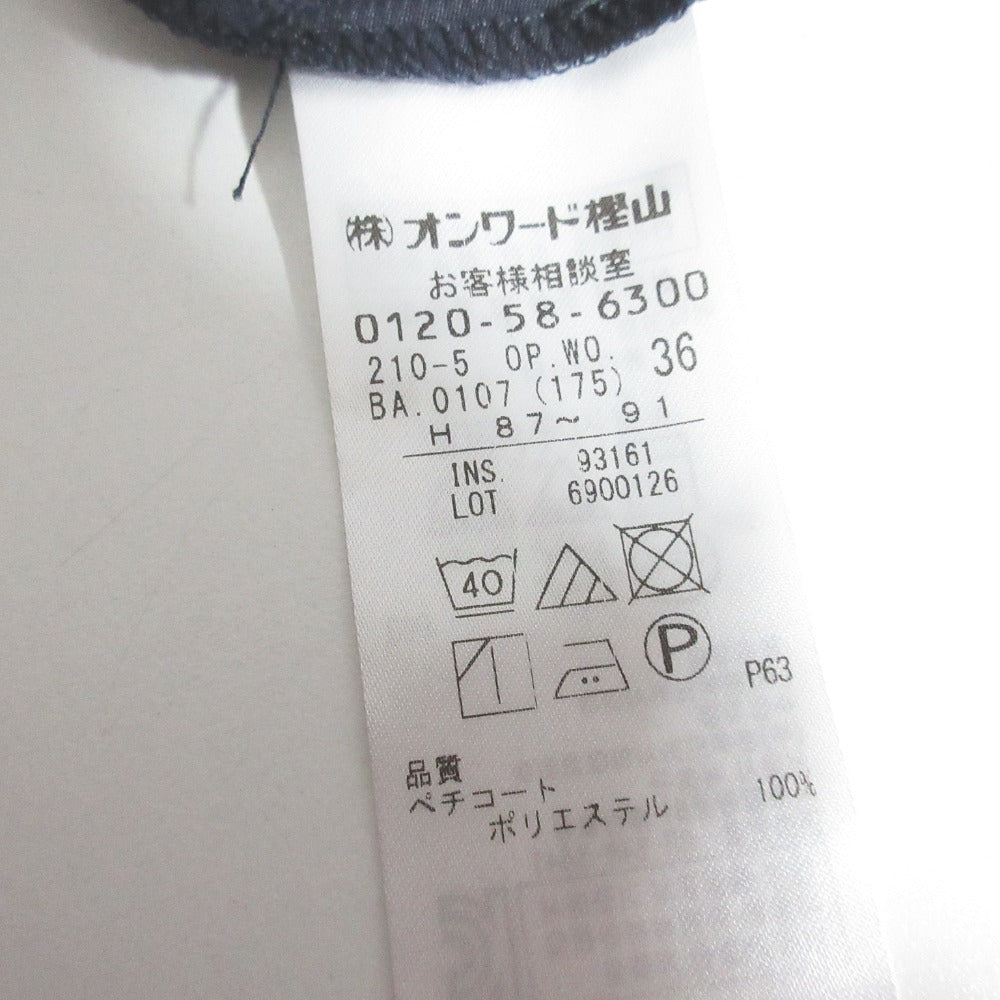 (株)オンワード樫山
お客様相談室
0120-58-6300
210-5 OP.WO. 36
BA.0107 (175)
H 87～ 91
INS. 93161
LOT 6900126
40
P
P63
品質
ペチコート
ポリエステル 100%